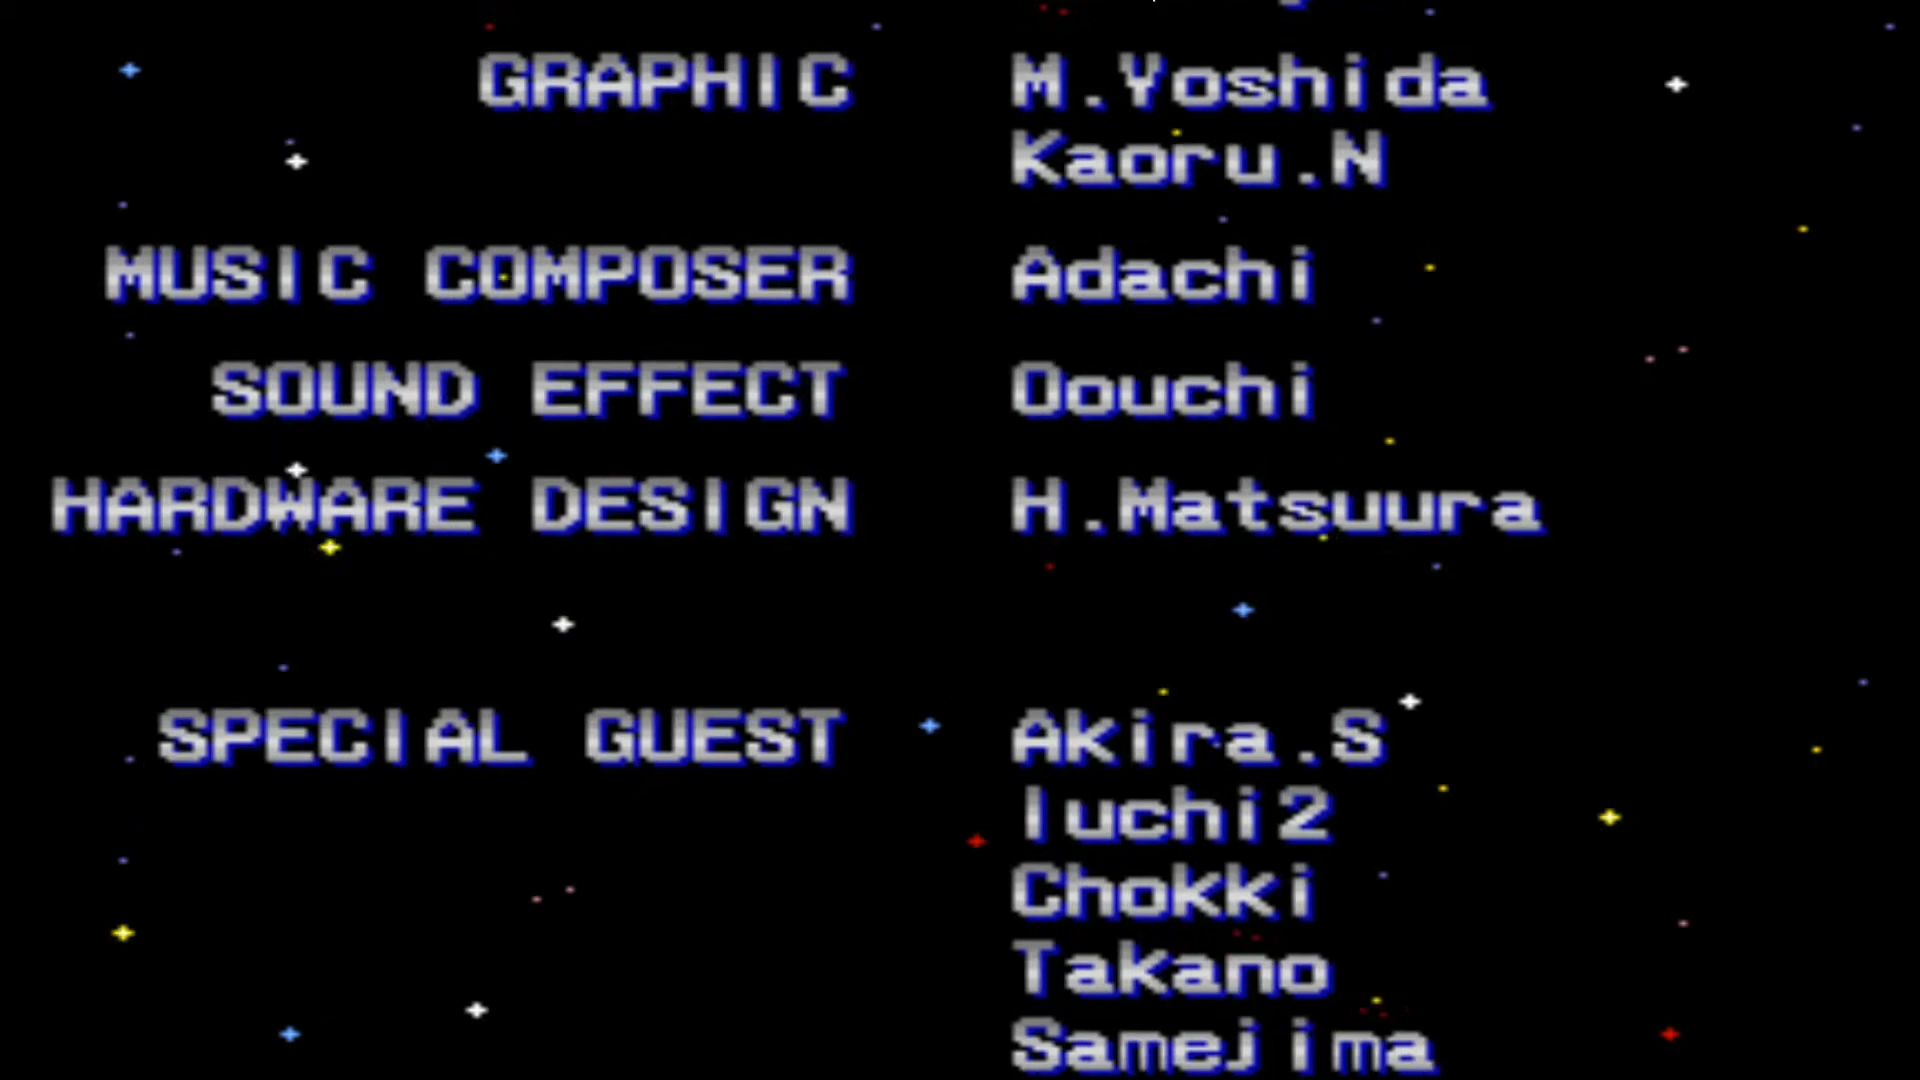 GRAPHIC M.Yoshida
Kaoru.N
MUSIC COMPOSER Adachi
SOUND EFFECT Oouchi
HARDWARE DESIGN H.Matsuura
SPECIAL GUEST Akira.S
Iuchi2
Chokki
Takano
Samejima